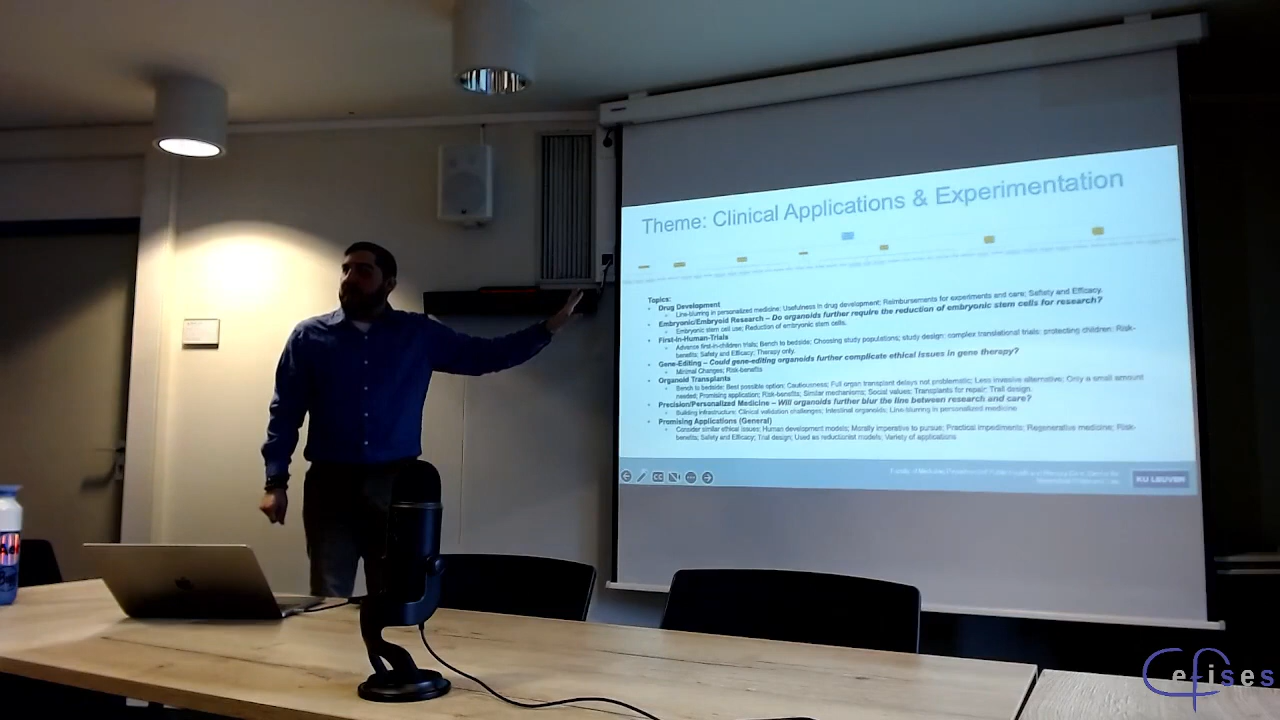 Theme: Clinical Applications & Experimentation
Topics:
• Drug Development
• Line-blurring in personalized medicine; Usefulness in drug development; Reimbursements for experiments and care; Safety and Efficacy.
• Embryonic/Embryoid Research – Do organoids further require the reduction of embryonic stem cells for research?
• Embryonic stem cell use; Reduction of embryonic stem cells.
• First-In-Human-Trials
• Advance first-in-children trials; Bench to bedside; Choosing study populations; study design; complex translational trials; protecting children; Risk-
benefits; Safety and Efficacy; Therapy only.
• Gene-Editing – Could gene-editing organoids further complicate ethical issues in gene therapy?
• Minimal Changes; Risk-benefits
• Organoid Transplants
• Bench to bedside; Best possible option; Cautiousness; Full organ transplant delays not problematic; Less invasive alternative; Only a small amount
needed; Promising application; Risk-benefits; Similar mechanisms; Social values; Transplants for repair; Trail design.
• Precision/Personalized Medicine – Will organoids further blur the line between research and care?
• Building infrastructure; Clinical validation challenges; Intestinal organoids; Line-blurring in personalized medicine
• Promising Applications (General)
• Consider similar ethical issues; Human development models; Morally imperative to pursue; Practical impediments; Regenerative medicine; Risk-
benefits; Safety and Efficacy; Trial design; Used as reductionist models; Variety of applications
CC
KU LEUVEN
Cefises